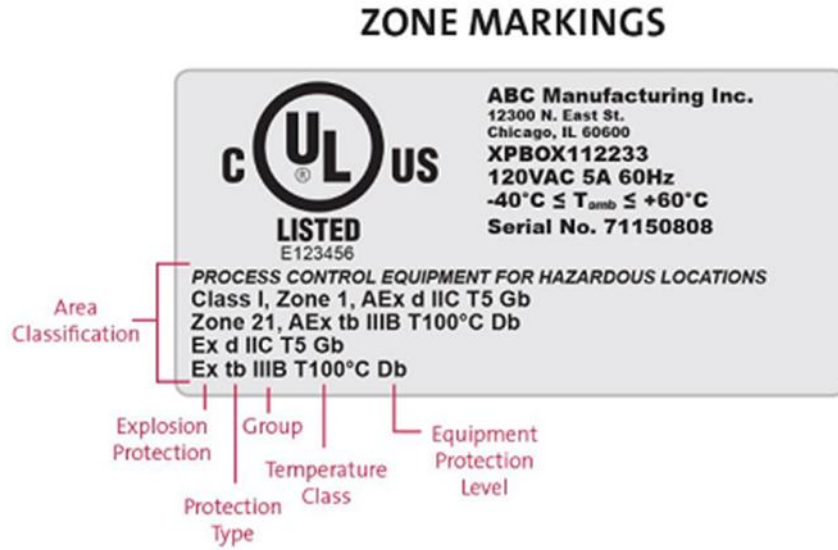 ZONE MARKINGS
C UL US
®
LISTED
E123456
ABC Manufacturing Inc.
12300 N. East St.
Chicago, IL 60600
XPBOX112233
120VAC 5A 60Hz
-40°C ≤ Tamb ≤ +60°C
Serial No. 71150808
PROCESS CONTROL EQUIPMENT FOR HAZARDOUS LOCATIONS
Class I, Zone 1, AEx d IIC T5 Gb
Zone 21, AEx tb IIIB T100°C Db
Ex d IIC T5 Gb
Ex tb IIIB T100°C Db
Area
Classification
Explosion
Protection
Protection
Type
Group
Temperature
Class
Equipment
Protection
Level